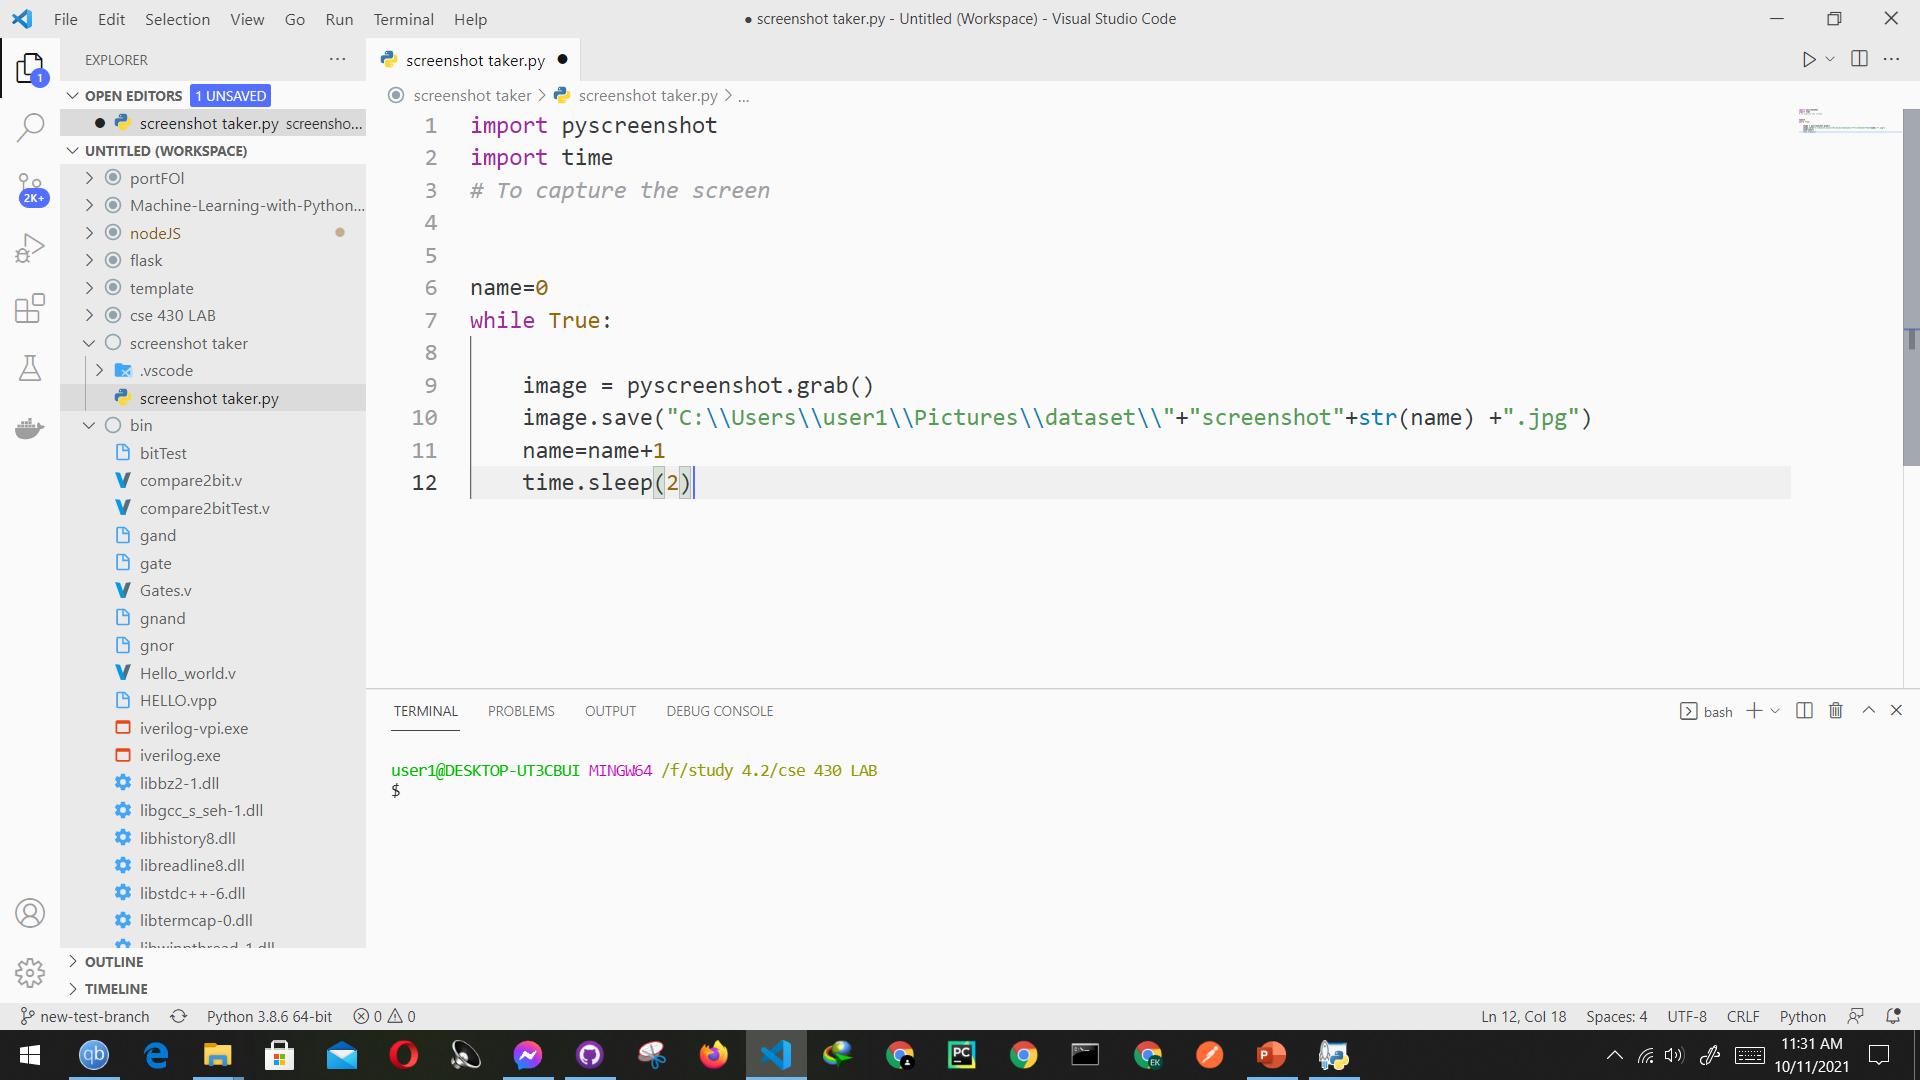 File Edit Selection View Go Run Terminal Help
● screenshot taker.py - Untitled (Workspace) - Visual Studio Code
EXPLORER
OPEN EDITORS 1 UNSAVED
screenshot taker.py screensho...
UNTITLED (WORKSPACE)
portFOl
Machine-Learning-with-Python...
nodeJS
flask
template
cse 430 LAB
screenshot taker
.vscode
screenshot taker.py
bin
bitTest
compare2bit.v
compare2bitTest.v
gand
gate
Gates.v
gnand
gnor
Hello_world.v
HELLO.vpp
iverilog-vpi.exe
iverilog.exe
libbz2-1.dll
libgcc_s_seh-1.dll
libhistory8.dll
libreadline8.dll
libstdc++-6.dll
libtermcap-0.dll
libwinpthread-1.dll
OUTLINE
TIMELINE
1
2K+
screenshot taker.py
screenshot taker > screenshot taker.py > ...
1 import pyscreenshot
2 import time
3 # To capture the screen
4
5
6 name=0
7 while True:
8
9 image = pyscreenshot.grab()
10 image.save("C:\\Users\\user1\\Pictures\\dataset\\"+"screenshot"+str(name) +".jpg")
11 name=name+1
12 time.sleep(2)
TERMINAL PROBLEMS OUTPUT DEBUG CONSOLE
bash
user1@DESKTOP-UT3CBUI MINGW64 /f/study 4.2/cse 430 LAB
$
new-test-branch Python 3.8.6 64-bit 0 0
Ln 12, Col 18 Spaces: 4 UTF-8 CRLF Python
qb
PC
EK
P
11:31 AM
10/11/2021